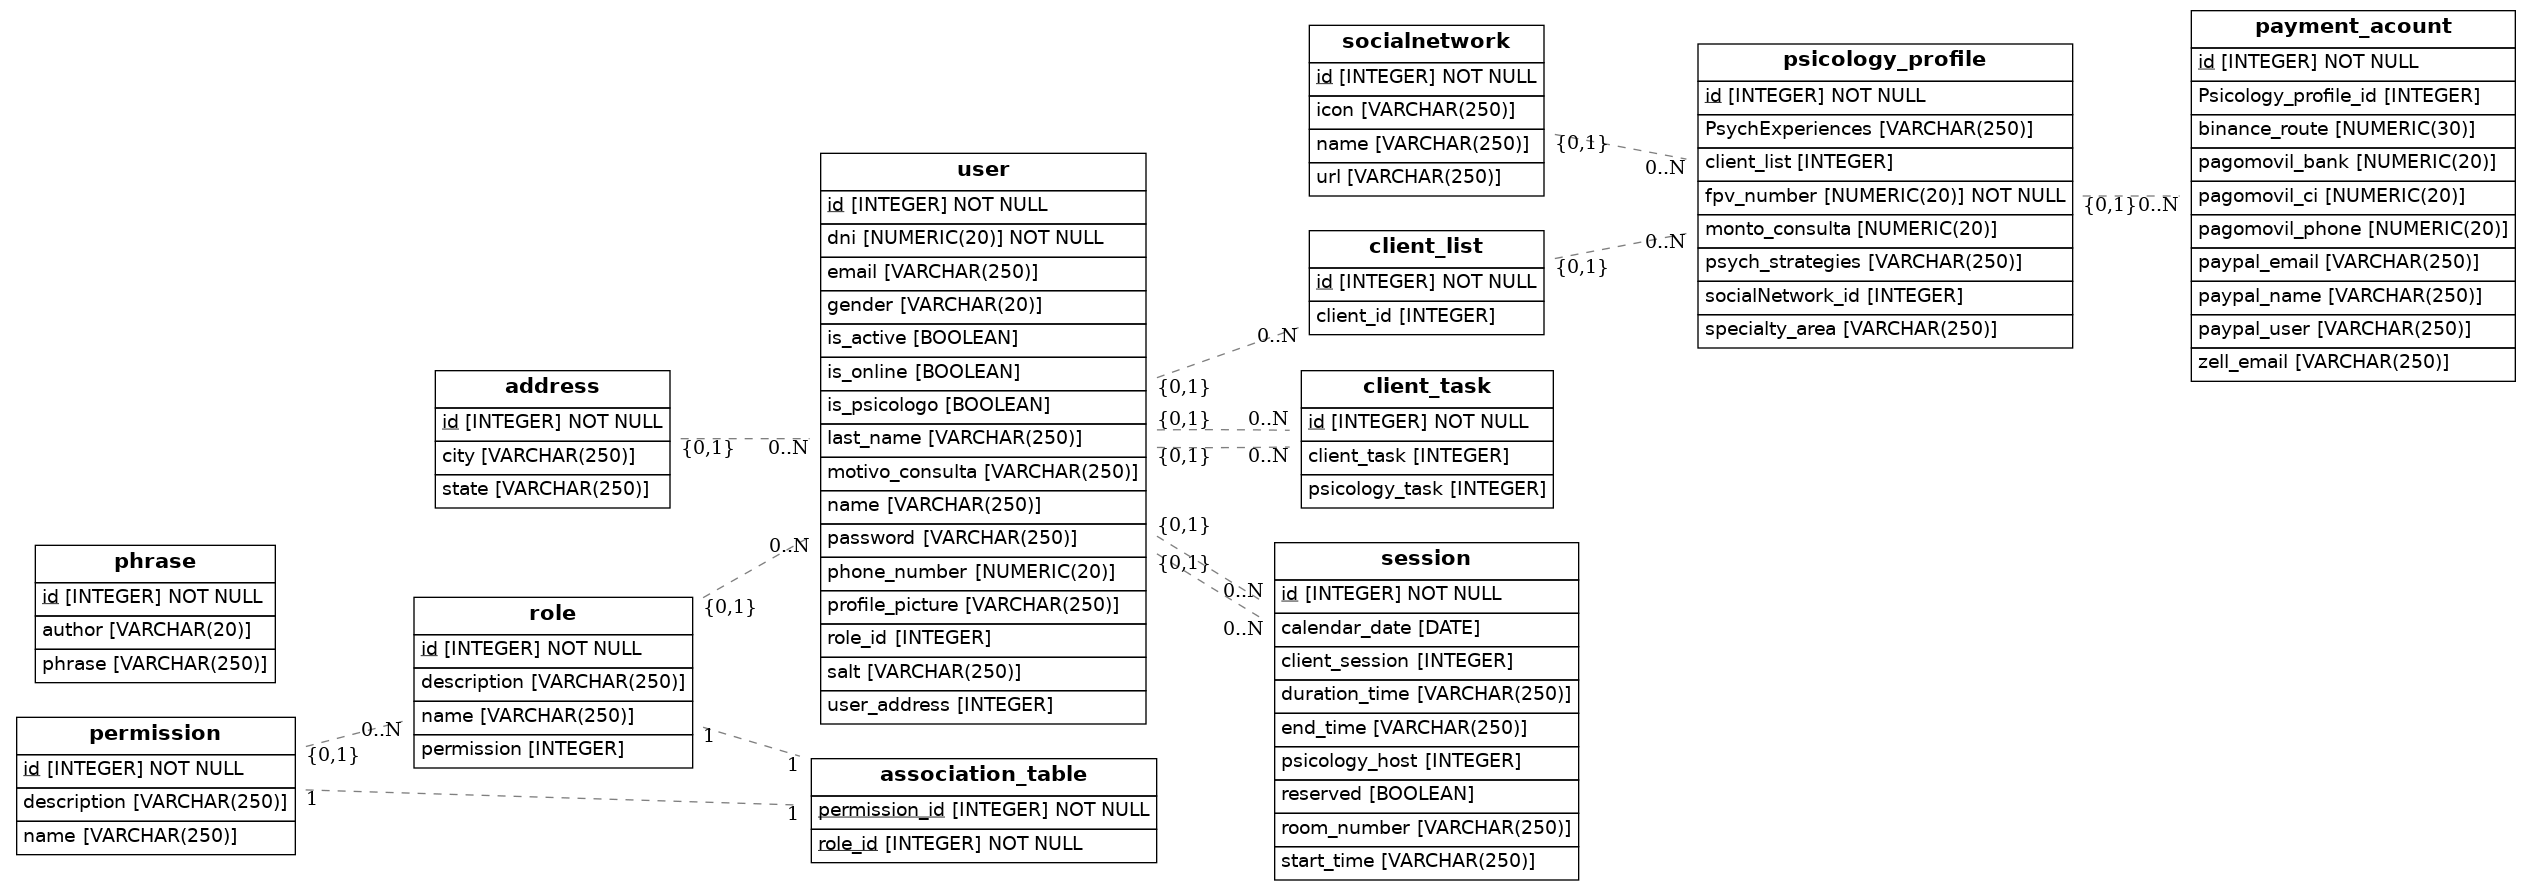 phrase
id [INTEGER] NOT NULL
author [VARCHAR(20)]
phrase [VARCHAR(250)]
permission
id [INTEGER] NOT NULL
description [VARCHAR(250)]
name [VARCHAR(250)]
{0,1}
0..N
1
1
address
id [INTEGER] NOT NULL
city [VARCHAR(250)]
state [VARCHAR(250)]
{0,1}
0..N
role
id [INTEGER] NOT NULL
description [VARCHAR(250)]
name [VARCHAR(250)]
permission [INTEGER]
{0,1}
0..N
1
1
user
id [INTEGER] NOT NULL
dni [NUMERIC(20)] NOT NULL
email [VARCHAR(250)]
gender [VARCHAR(20)]
is_active [BOOLEAN]
is_online [BOOLEAN]
is_psicologo [BOOLEAN]
last_name [VARCHAR(250)]
motivo_consulta [VARCHAR(250)]
name [VARCHAR(250)]
password [VARCHAR(250)]
phone_number [NUMERIC(20)]
profile_picture [VARCHAR(250)]
role_id [INTEGER]
salt [VARCHAR(250)]
user_address [INTEGER]
association_table
permission_id [INTEGER] NOT NULL
role_id [INTEGER] NOT NULL
{0,1}
0..N
{0,1}
0..N
{0,1}
0..N
{0,1}
0..N
{0,1}
0..N
socialnetwork
id [INTEGER] NOT NULL
icon [VARCHAR(250)]
name [VARCHAR(250)]
url [VARCHAR(250)]
{0,1}
0..N
client_list
id [INTEGER] NOT NULL
client_id [INTEGER]
{0,1}
0..N
client_task
id [INTEGER] NOT NULL
client_task [INTEGER]
psicology_task [INTEGER]
session
id [INTEGER] NOT NULL
calendar_date [DATE]
client_session [INTEGER]
duration_time [VARCHAR(250)]
end_time [VARCHAR(250)]
psicology_host [INTEGER]
reserved [BOOLEAN]
room_number [VARCHAR(250)]
start_time [VARCHAR(250)]
psicology_profile
id [INTEGER] NOT NULL
PsychExperiences [VARCHAR(250)]
client_list [INTEGER]
fpv_number [NUMERIC(20)] NOT NULL
monto_consulta [NUMERIC(20)]
psych_strategies [VARCHAR(250)]
socialNetwork_id [INTEGER]
specialty_area [VARCHAR(250)]
{0,1}
0..N
payment_acount
id [INTEGER] NOT NULL
Psicology_profile_id [INTEGER]
binance_route [NUMERIC(30)]
pagomovil_bank [NUMERIC(20)]
pagomovil_ci [NUMERIC(20)]
pagomovil_phone [NUMERIC(20)]
paypal_email [VARCHAR(250)]
paypal_name [VARCHAR(250)]
paypal_user [VARCHAR(250)]
zell_email [VARCHAR(250)]